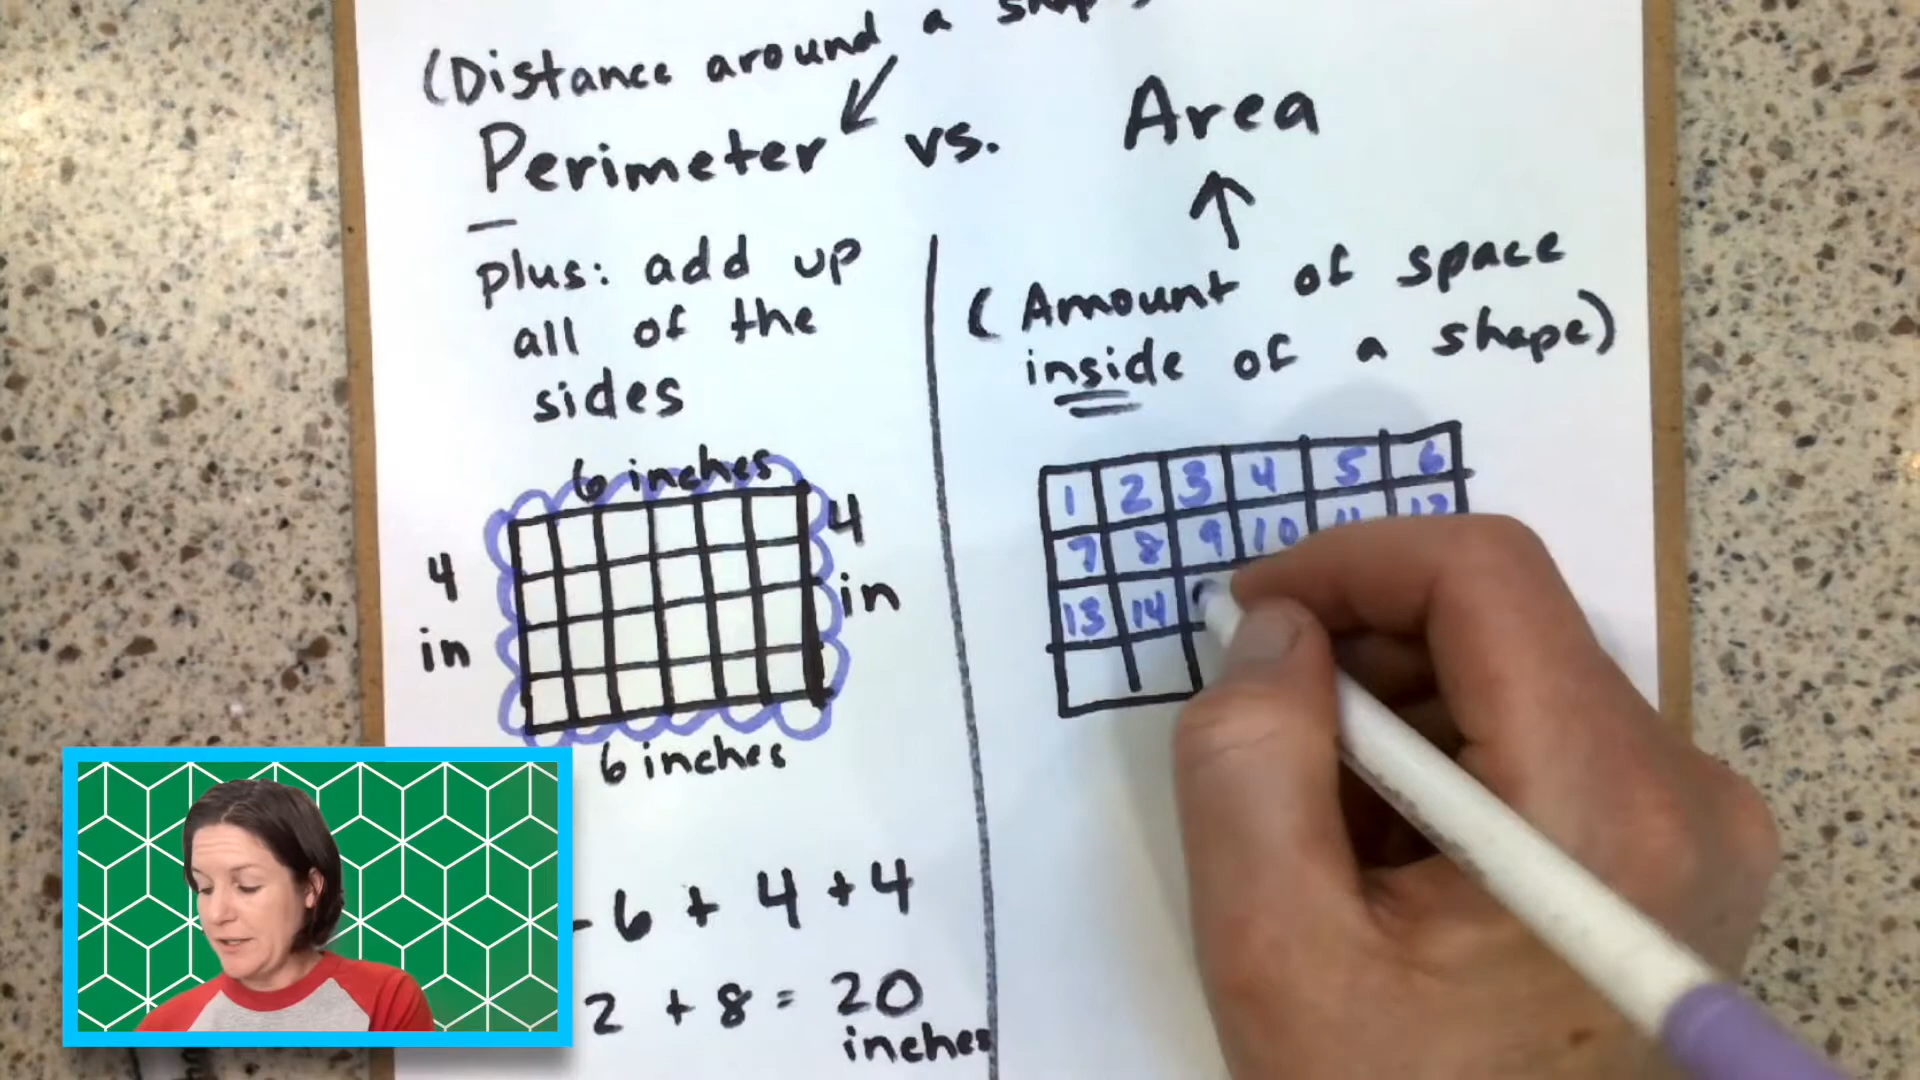 (Distance around a
Perimeter vs. Area
plus: add up
all of the
sides
6 inches
4
in
4
in
6 inches
6 + 4 + 4
2 + 8 = 20
inches
(Amount of space
inside of a shape)
1 2 3 4 5 6
7 8 9 10 11 12
13 14